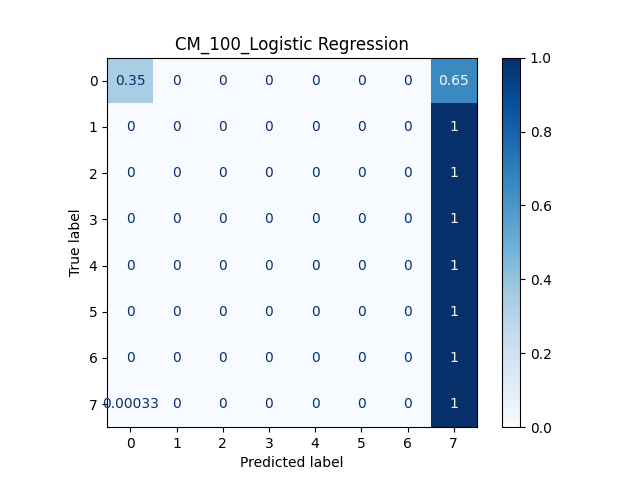 CM_100_Logistic Regression
0 0.35 0 0 0 0 0 0 0.65
1 0 0 0 0 0 0 0 1
2 0 0 0 0 0 0 0 1
3 0 0 0 0 0 0 0 1
4 0 0 0 0 0 0 0 1
5 0 0 0 0 0 0 0 1
6 0 0 0 0 0 0 0 1
7 0.00033 0 0 0 0 0 0 1
0 1 2 3 4 5 6 7
Predicted label
True label
1.0
0.8
0.6
0.4
0.2
0.0